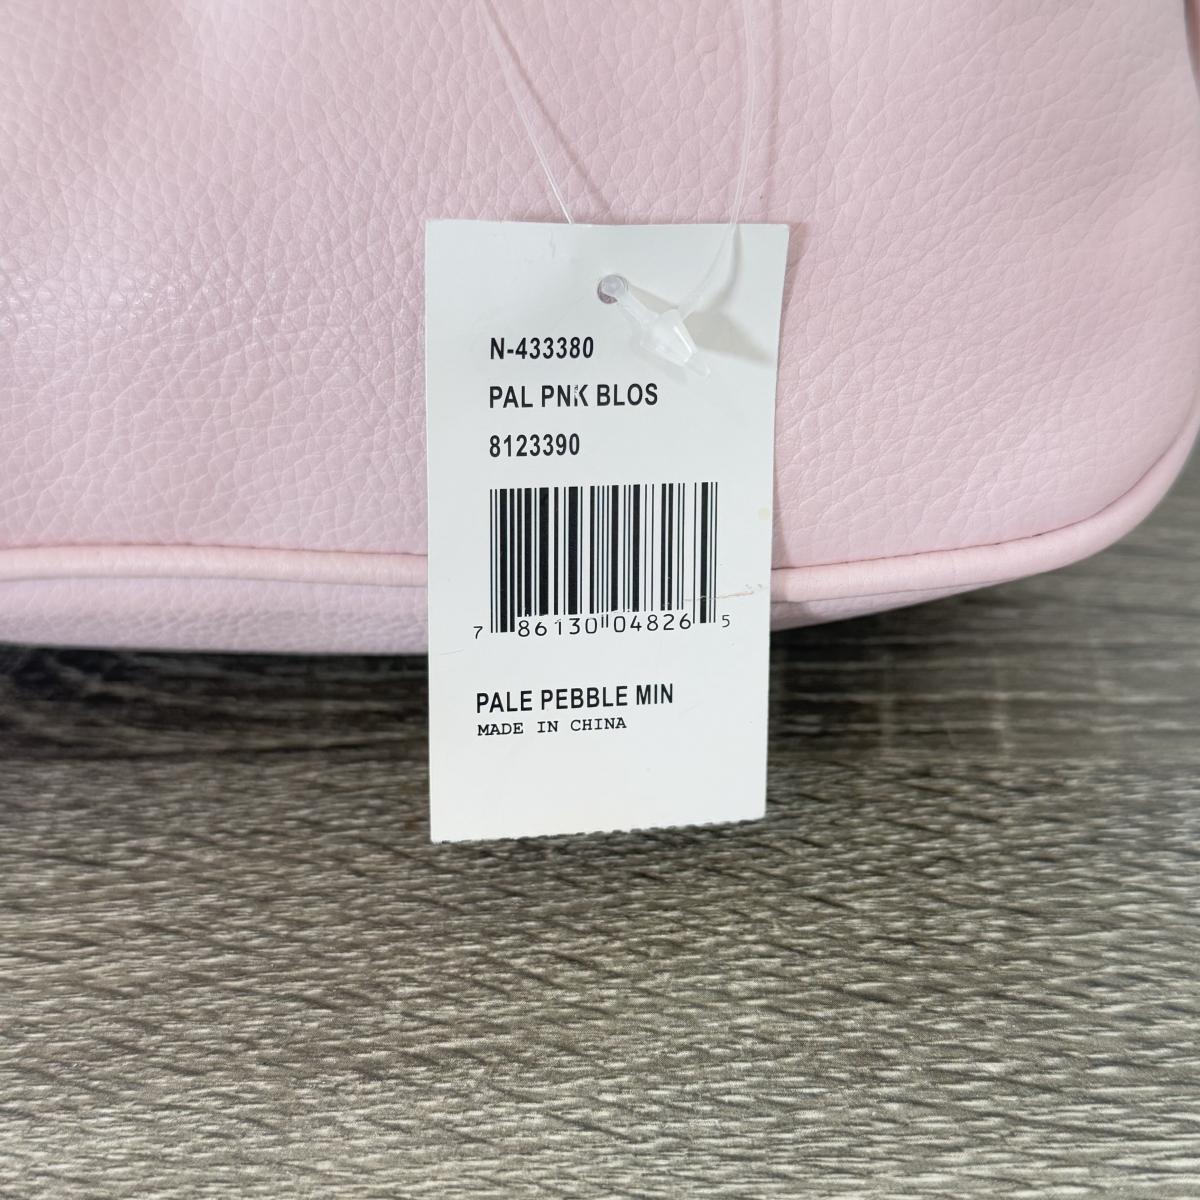 N-433380
PAL PNK BLOS
8123390
7 86130 04826 5
PALE PEBBLE MIN
MADE IN CHINA